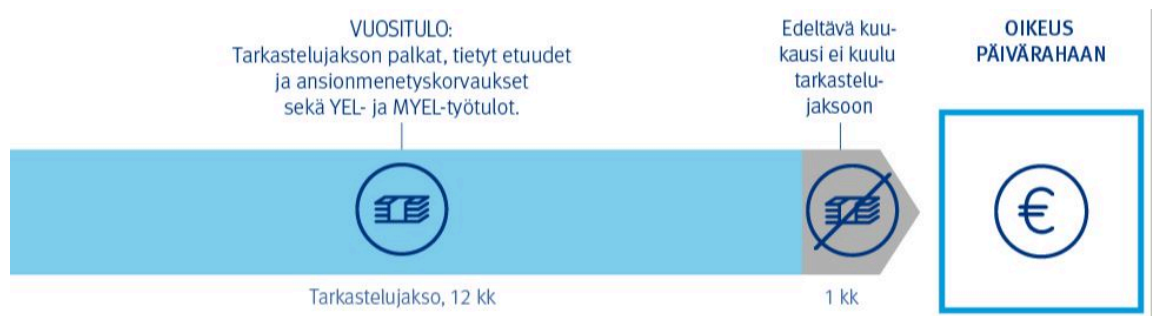 VUOSITULO:
Tarkastelujakson palkat, tietyt etuudet
ja ansionmenetyskorvaukset
sekä YEL- ja MYEL-työtulot.
Edeltävä kuu-
kausi ei kuulu
tarkastelu-
jaksoon
OIKEUS
PÄIVÄRAHAAN
€
Tarkastelujakso, 12 kk
1 kk